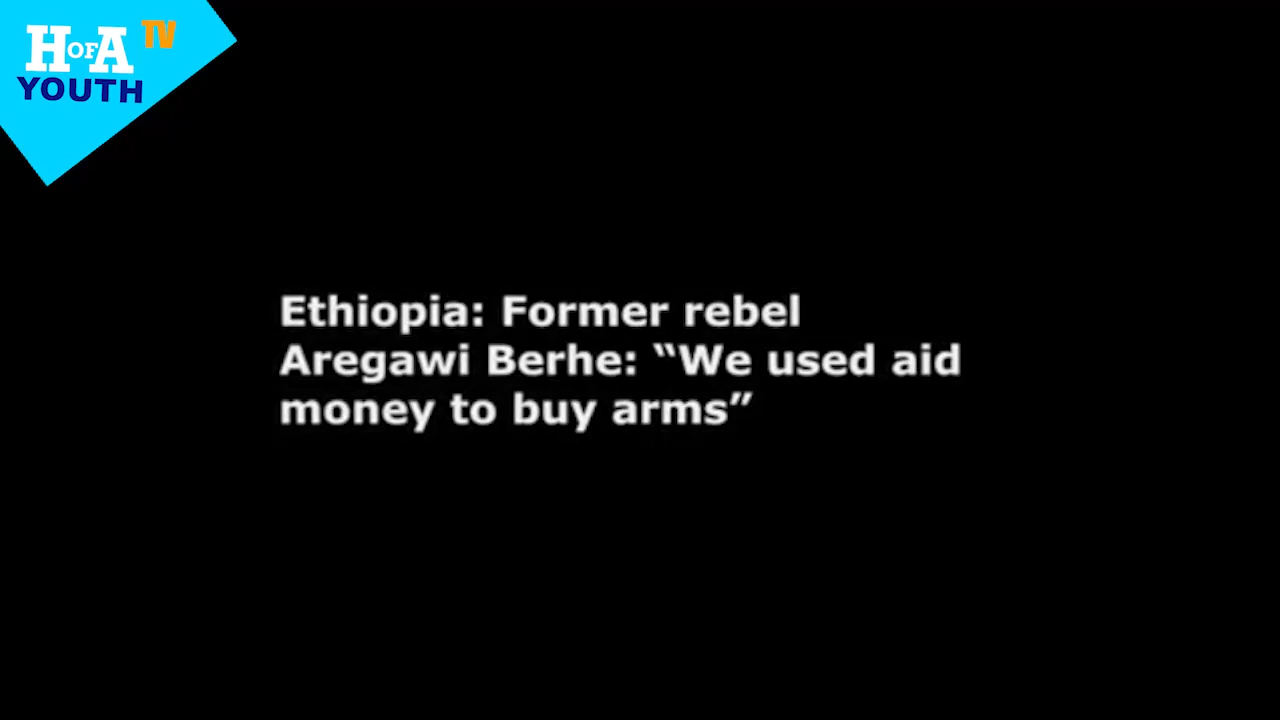 H OF A TV
YOUTH
Ethiopia: Former rebel
Aregawi Berhe: “We used aid
money to buy arms”